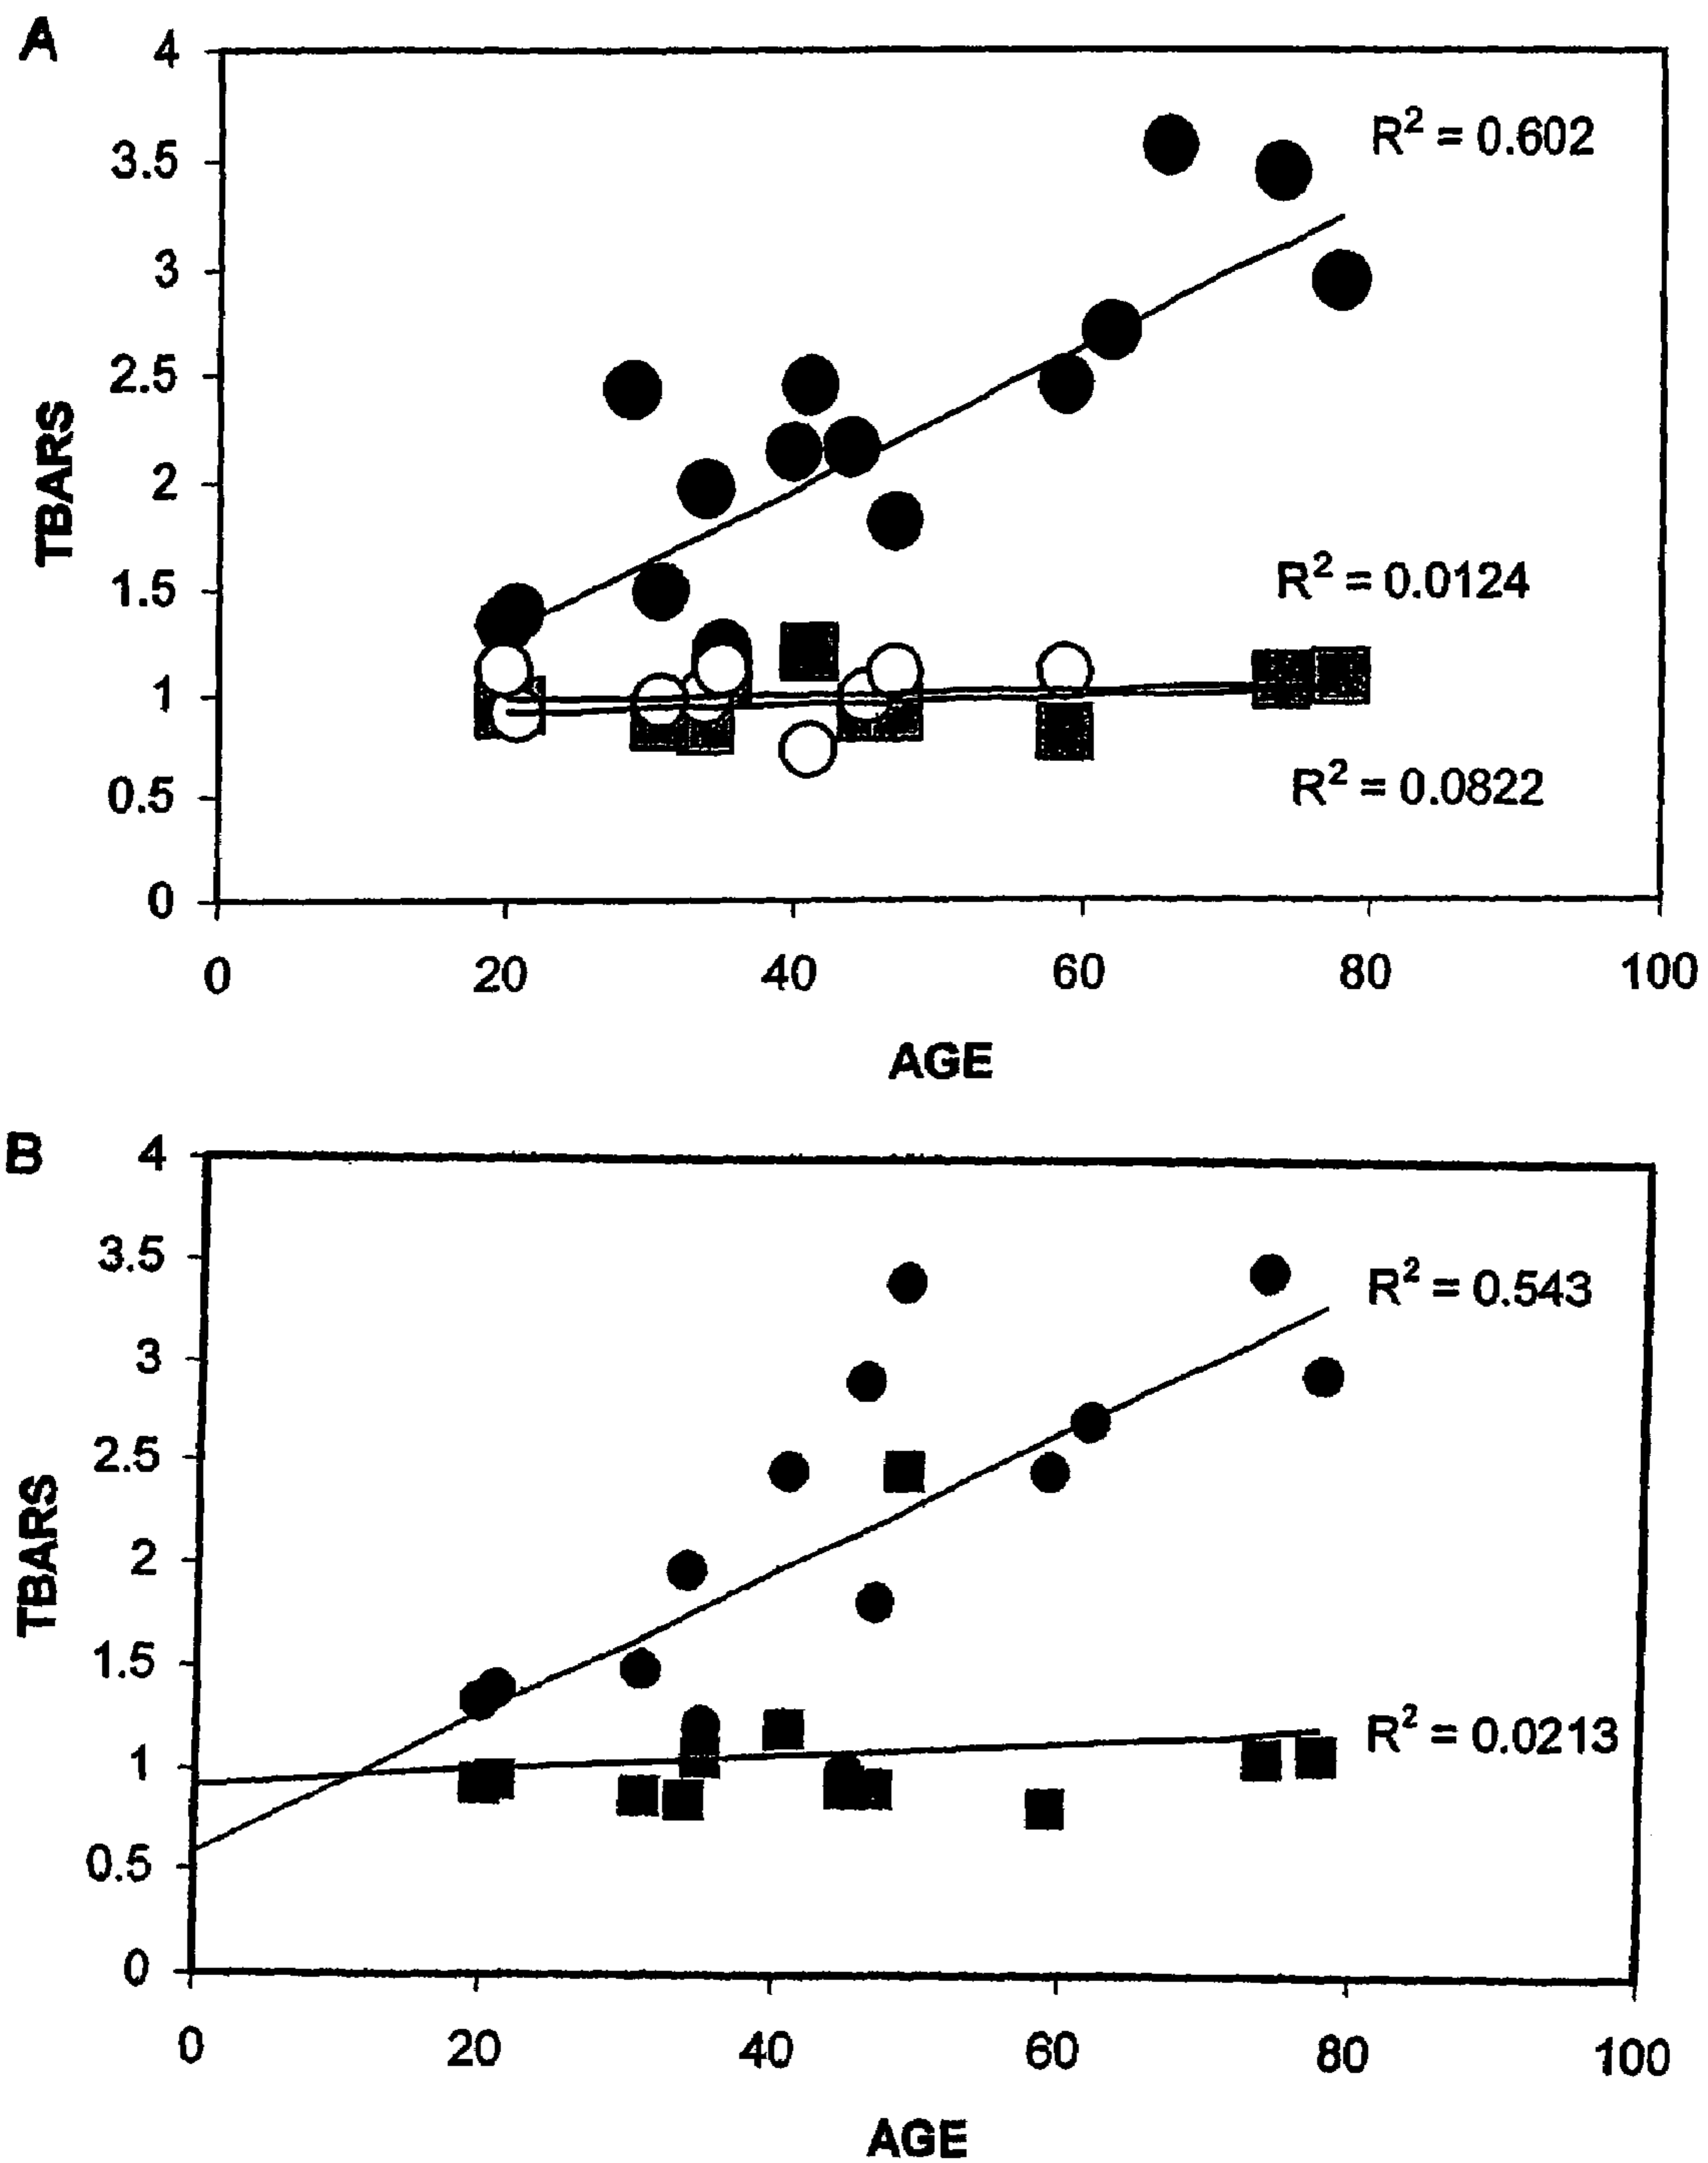 A
4
3.5
R² = 0.602
3
2.5
2
1.5
R² = 0.0124
1
0.5
R² = 0.0822
0
0 20 40 60 80 100
TBARS
AGE
B
4
3.5
R² = 0.543
3
2.5
2
1.5
R² = 0.0213
1
0.5
0
0 20 40 60 80 100
TBARS
AGE